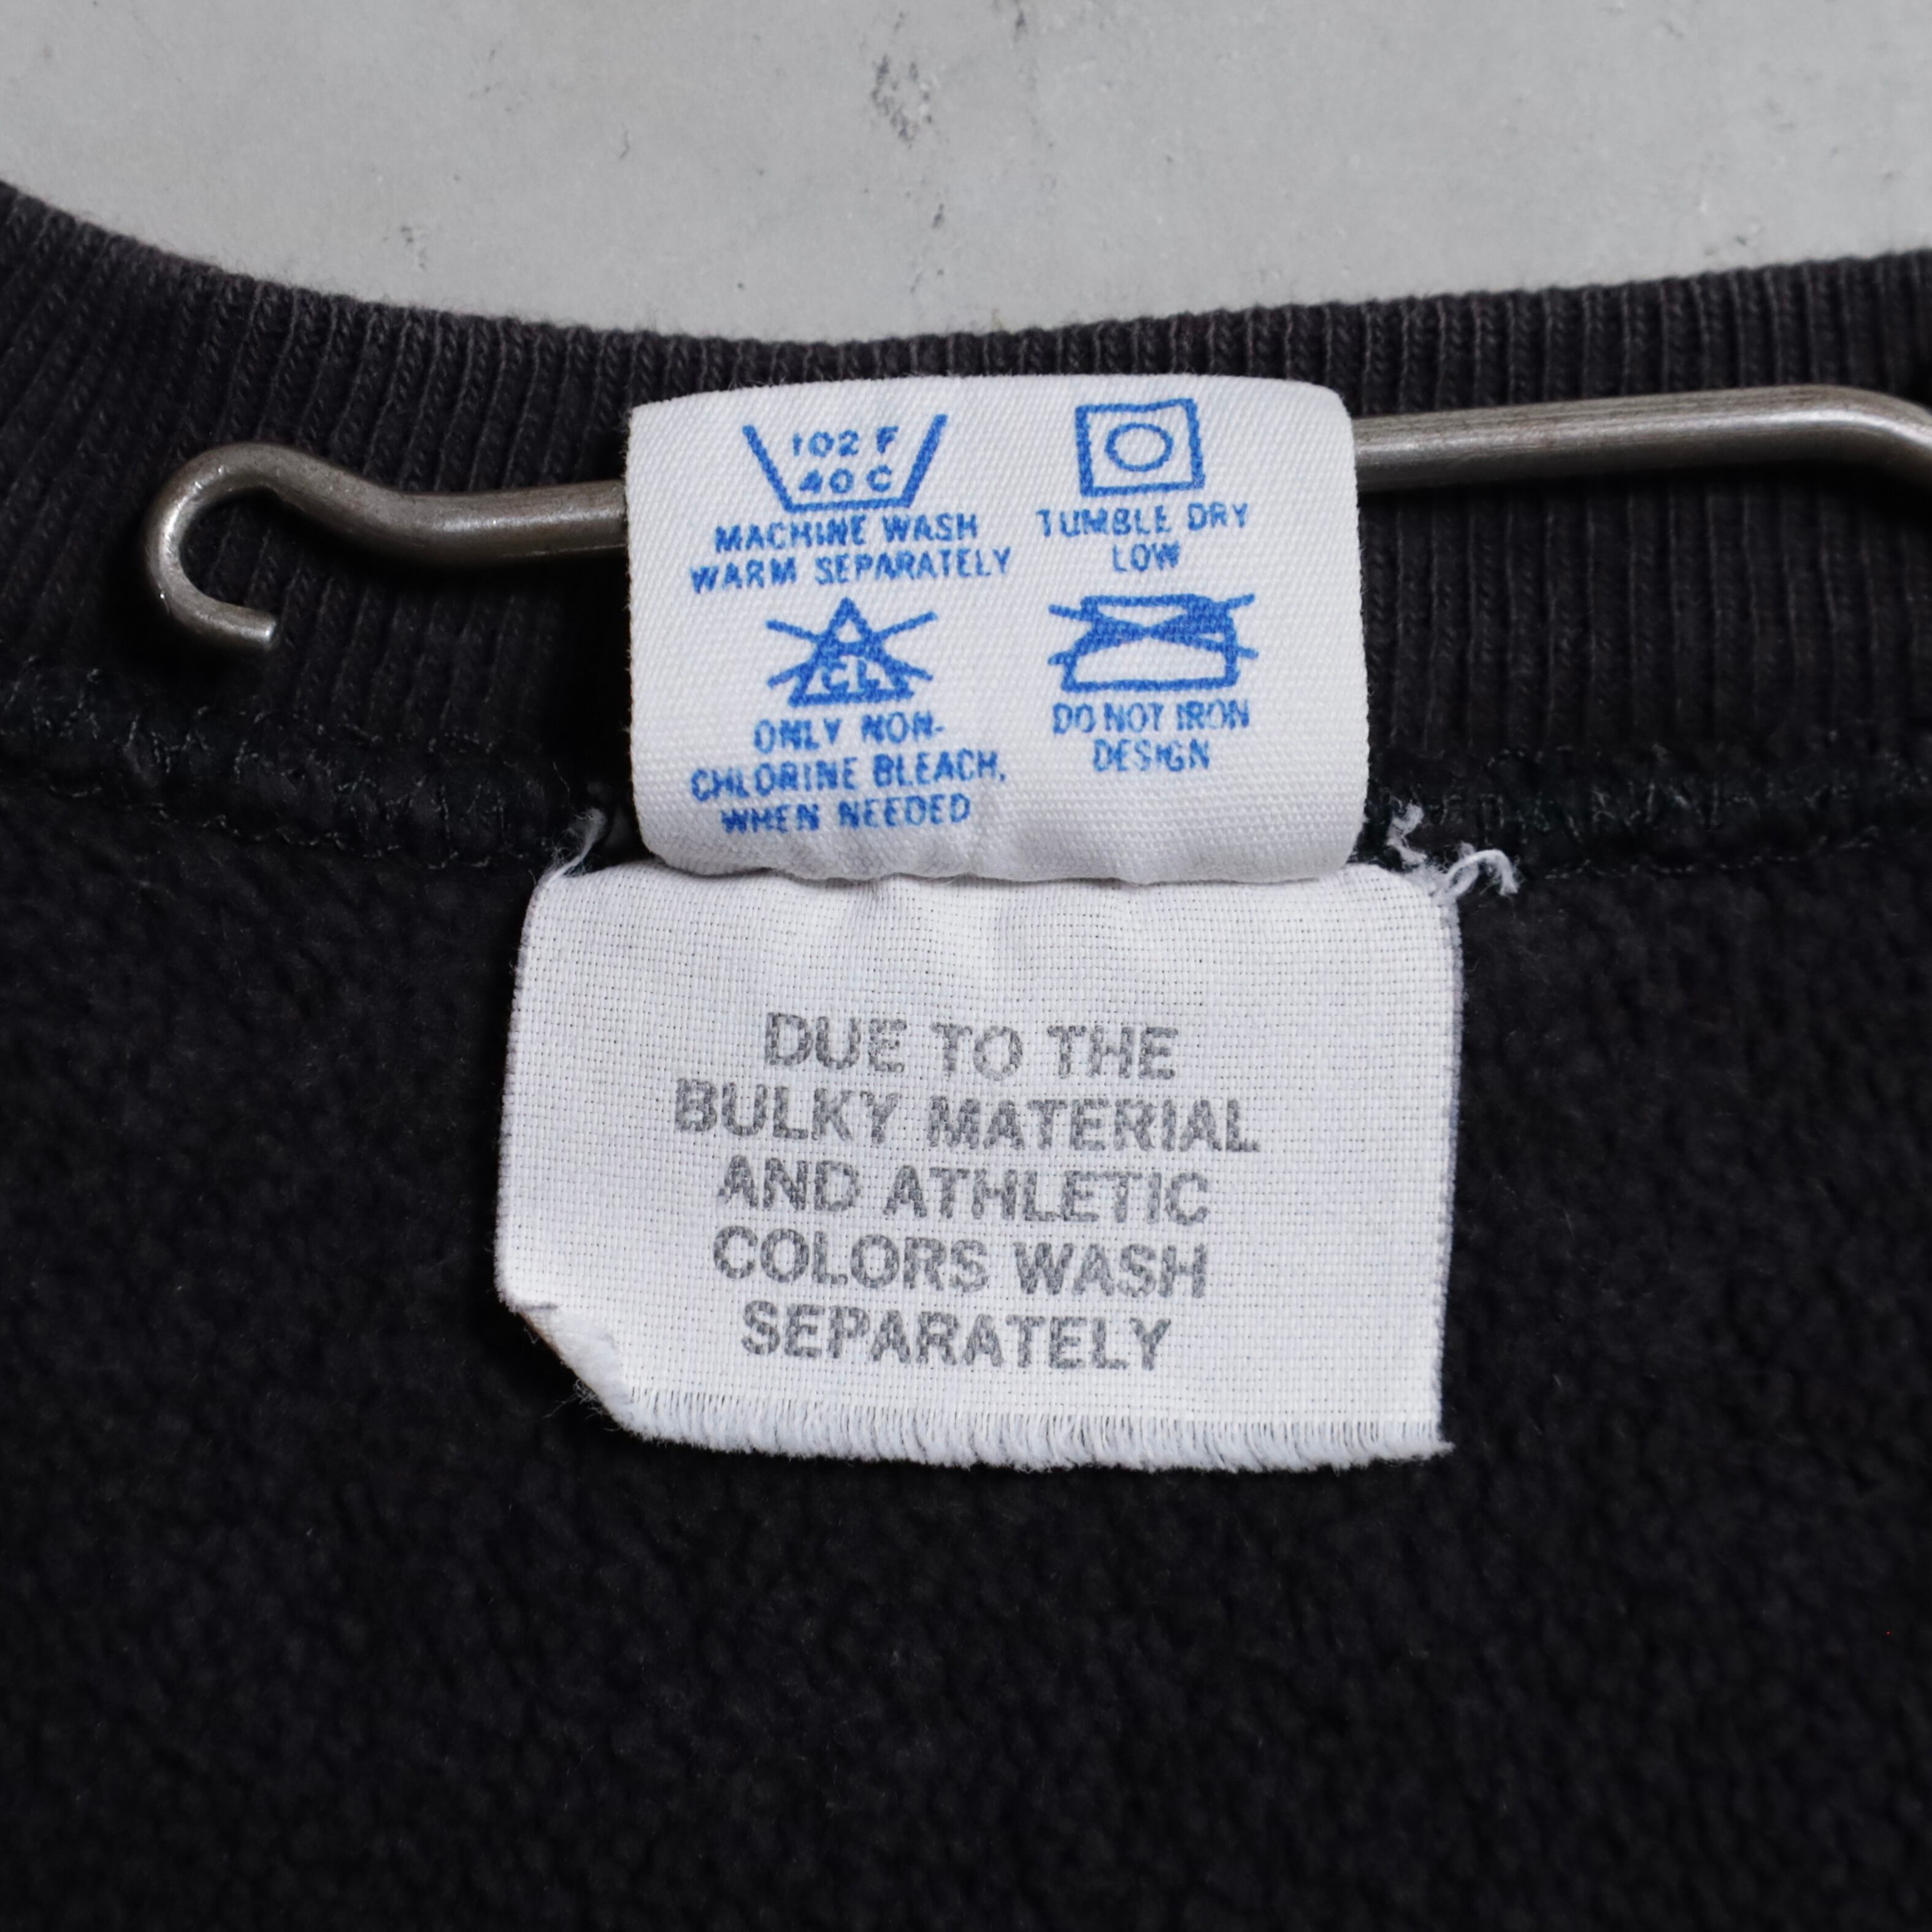 102 F
40 C
MACHINE WASH
WARM SEPARATELY
TUMBLE DRY
LOW
CL
ONLY NON-
CHLORINE BLEACH,
WHEN NEEDED
DO NOT IRON
DESIGN
DUE TO THE
BULKY MATERIAL
AND ATHLETIC
COLORS WASH
SEPARATELY